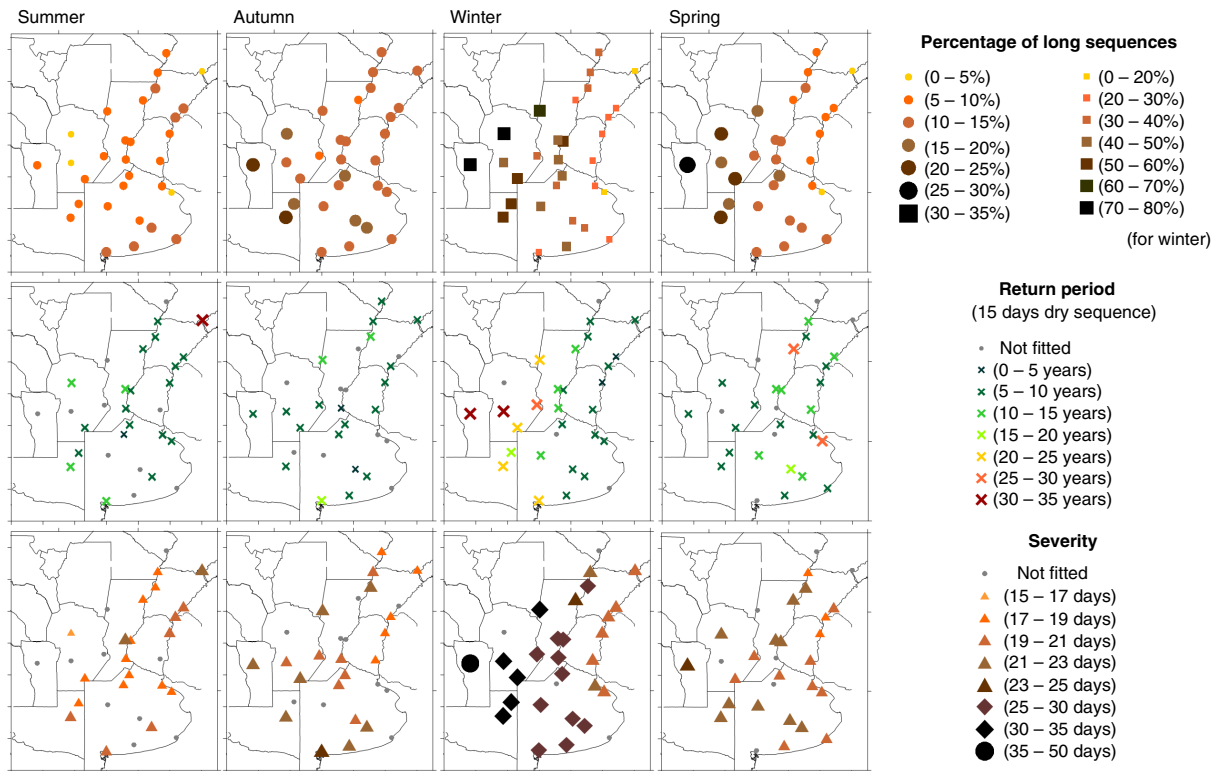 Summer Autumn Winter Spring
Percentage of long sequences
(0 – 5%) (0 – 20%)
(5 – 10%) (20 – 30%)
(10 – 15%) (30 – 40%)
(15 – 20%) (40 – 50%)
(20 – 25%) (50 – 60%)
(25 – 30%) (60 – 70%)
(30 – 35%) (70 – 80%)
(for winter)
Return period
(15 days dry sequence)
Not fitted
(0 – 5 years)
(5 – 10 years)
(10 – 15 years)
(15 – 20 years)
(20 – 25 years)
(25 – 30 years)
(30 – 35 years)
Severity
Not fitted
(15 – 17 days)
(17 – 19 days)
(19 – 21 days)
(21 – 23 days)
(23 – 25 days)
(25 – 30 days)
(30 – 35 days)
(35 – 50 days)